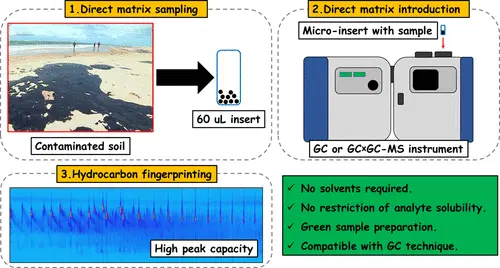 1.Direct matrix sampling
60 uL insert
Contaminated soil
2.Direct matrix introduction
Micro-insert with sample
GC or GC×GC-MS instrument
3.Hydrocarbon fingerprinting
High peak capacity
✓ No solvents required.
✓ No restriction of analyte solubility.
✓ Green sample preparation.
✓ Compatible with GC technique.